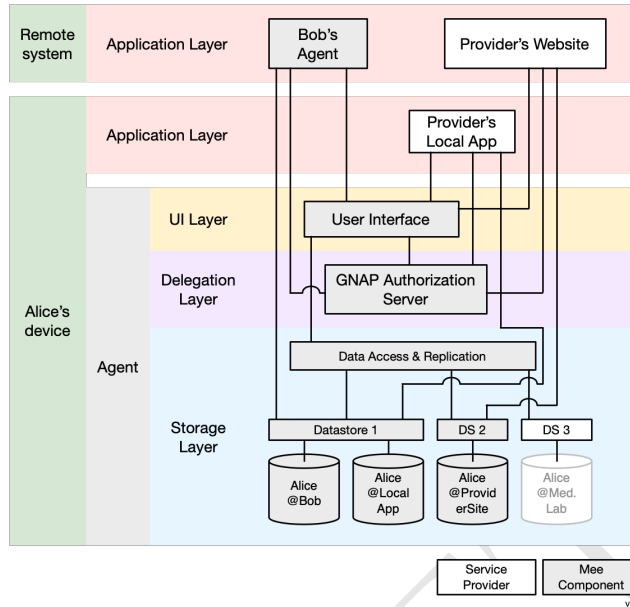 Remote
system
Application Layer
Bob's
Agent
Provider's Website
Application Layer
Provider's
Local App
Alice's
device
Agent
UI Layer
User Interface
Delegation
Layer
GNAP Authorization
Server
Storage
Layer
Data Access & Replication
Datastore 1
DS 2
DS 3
Alice
@Bob
Alice
@Local
App
Alice
@Provid
erSite
Alice
@Med.
Lab
Service
Provider
Mee
Component